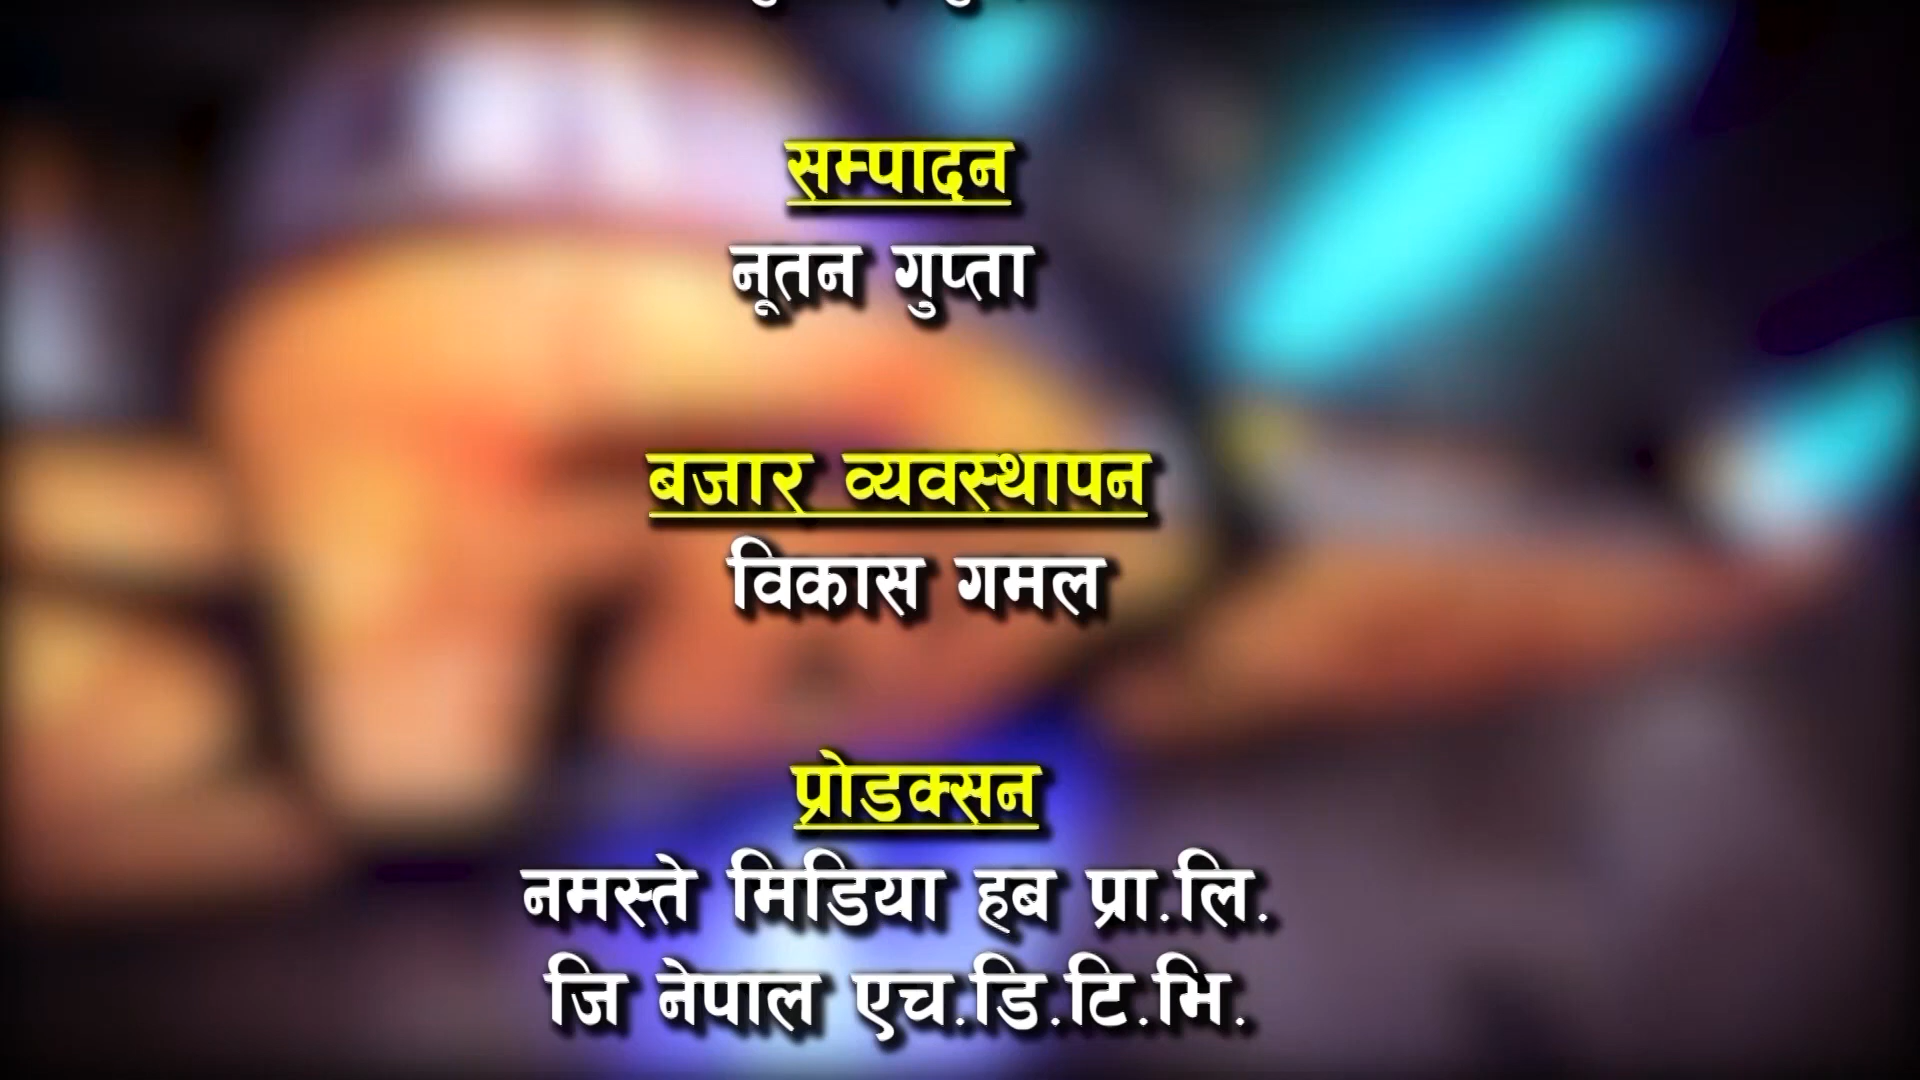 सम्पादन
नूतन गुप्ता
बजार व्यवस्थापन
विकास गमल
प्रोडक्सन
नमस्ते मिडिया हब प्रा.लि.
जि नेपाल एच.डि.टि.भि.